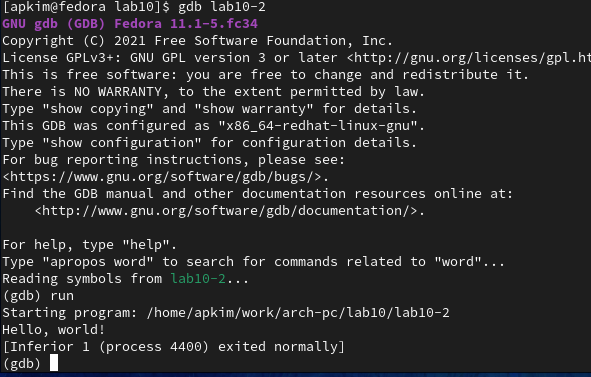 [apkim@fedora lab10]$ gdb lab10-2
GNU gdb (GDB) Fedora 11.1-5.fc34
Copyright (C) 2021 Free Software Foundation, Inc.
License GPLv3+: GNU GPL version 3 or later <http://gnu.org/licenses/gpl.ht
This is free software: you are free to change and redistribute it.
There is NO WARRANTY, to the extent permitted by law.
Type "show copying" and "show warranty" for details.
This GDB was configured as "x86_64-redhat-linux-gnu".
Type "show configuration" for configuration details.
For bug reporting instructions, please see:
<https://www.gnu.org/software/gdb/bugs/>.
Find the GDB manual and other documentation resources online at:
    <http://www.gnu.org/software/gdb/documentation/>.

For help, type "help".
Type "apropos word" to search for commands related to "word"...
Reading symbols from lab10-2...
(gdb) run
Starting program: /home/apkim/work/arch-pc/lab10/lab10-2
Hello, world!
[Inferior 1 (process 4400) exited normally]
(gdb)